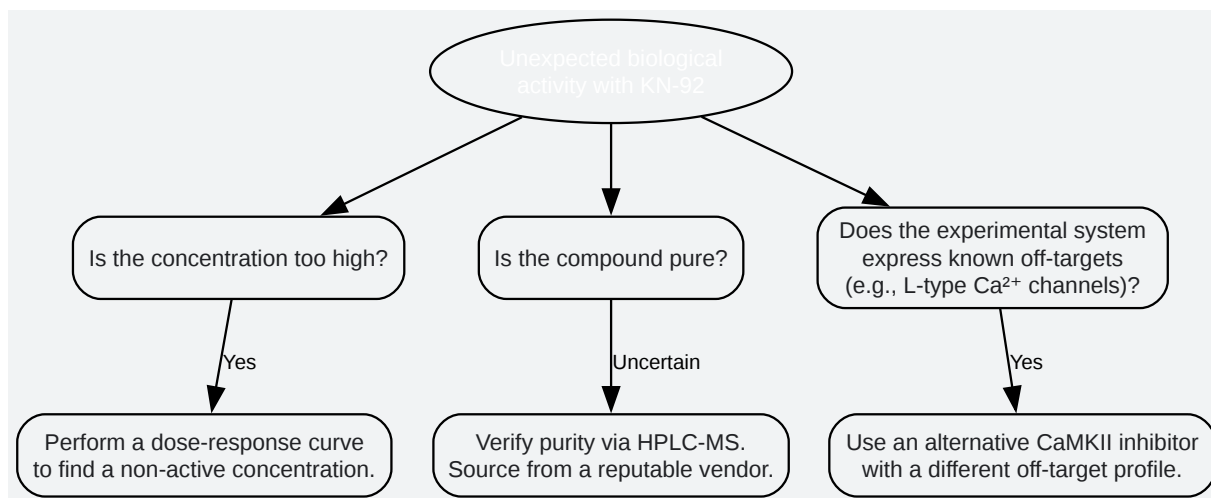 Unexpected biological
activity with KN-92
Is the concentration too high?
Is the compound pure?
Does the experimental system
express known off-targets
(e.g., L-type Ca²⁺ channels)?
Yes
Uncertain
Yes
Perform a dose-response curve
to find a non-active concentration.
Verify purity via HPLC-MS.
Source from a reputable vendor.
Use an alternative CaMKII inhibitor
with a different off-target profile.